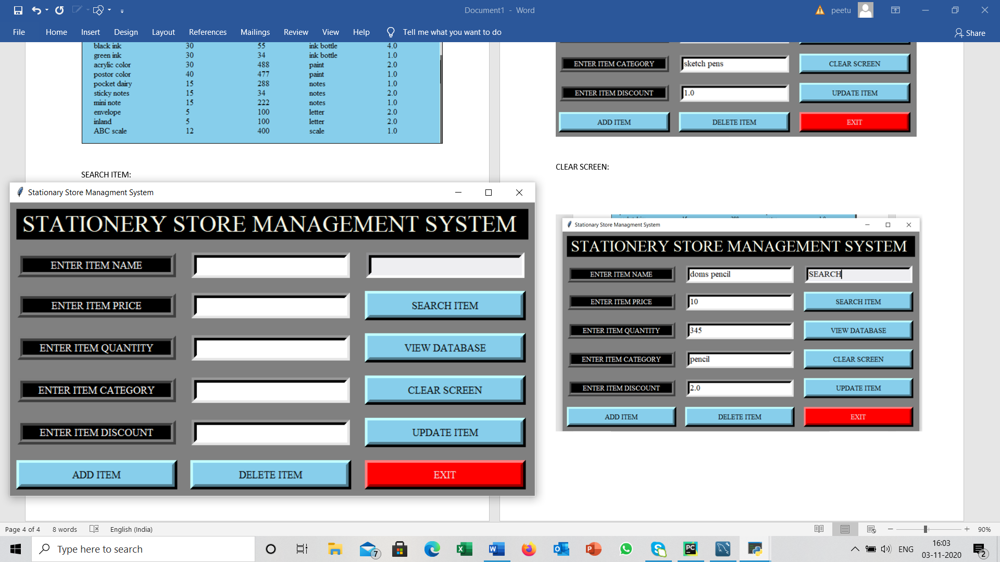 Document1 - Word
peetu
File Home Insert Design Layout References Mailings Review View Help Tell me what you want to do
Share
black ink 30 55 ink bottle 4.0
green ink 30 34 ink bottle 1.0
acrylic color 30 488 paint 2.0
postor color 40 477 paint 1.0
pocket dairy 15 288 notes 1.0
sticky notes 15 34 notes 2.0
mini note 15 222 notes 1.0
envelope 5 100 letter 2.0
inland 5 100 letter 2.0
ABC scale 12 400 scale 1.0
SEARCH ITEM:
Stationary Store Managment System
STATIONERY STORE MANAGEMENT SYSTEM
ENTER ITEM NAME
ENTER ITEM PRICE SEARCH ITEM
ENTER ITEM QUANTITY VIEW DATABASE
ENTER ITEM CATEGORY CLEAR SCREEN
ENTER ITEM DISCOUNT UPDATE ITEM
ADD ITEM DELETE ITEM EXIT
ENTER ITEM CATEGORY sketch pens CLEAR SCREEN
ENTER ITEM DISCOUNT 1.0 UPDATE ITEM
ADD ITEM DELETE ITEM EXIT
CLEAR SCREEN:
Stationary Store Managment System
STATIONERY STORE MANAGEMENT SYSTEM
ENTER ITEM NAME doms pencil SEARCH
ENTER ITEM PRICE 10 SEARCH ITEM
ENTER ITEM QUANTITY 345 VIEW DATABASE
ENTER ITEM CATEGORY pencil CLEAR SCREEN
ENTER ITEM DISCOUNT 2.0 UPDATE ITEM
ADD ITEM DELETE ITEM EXIT
Page 4 of 4 8 words English (India)
90%
Type here to search
7
ENG
16:03
03-11-2020
2